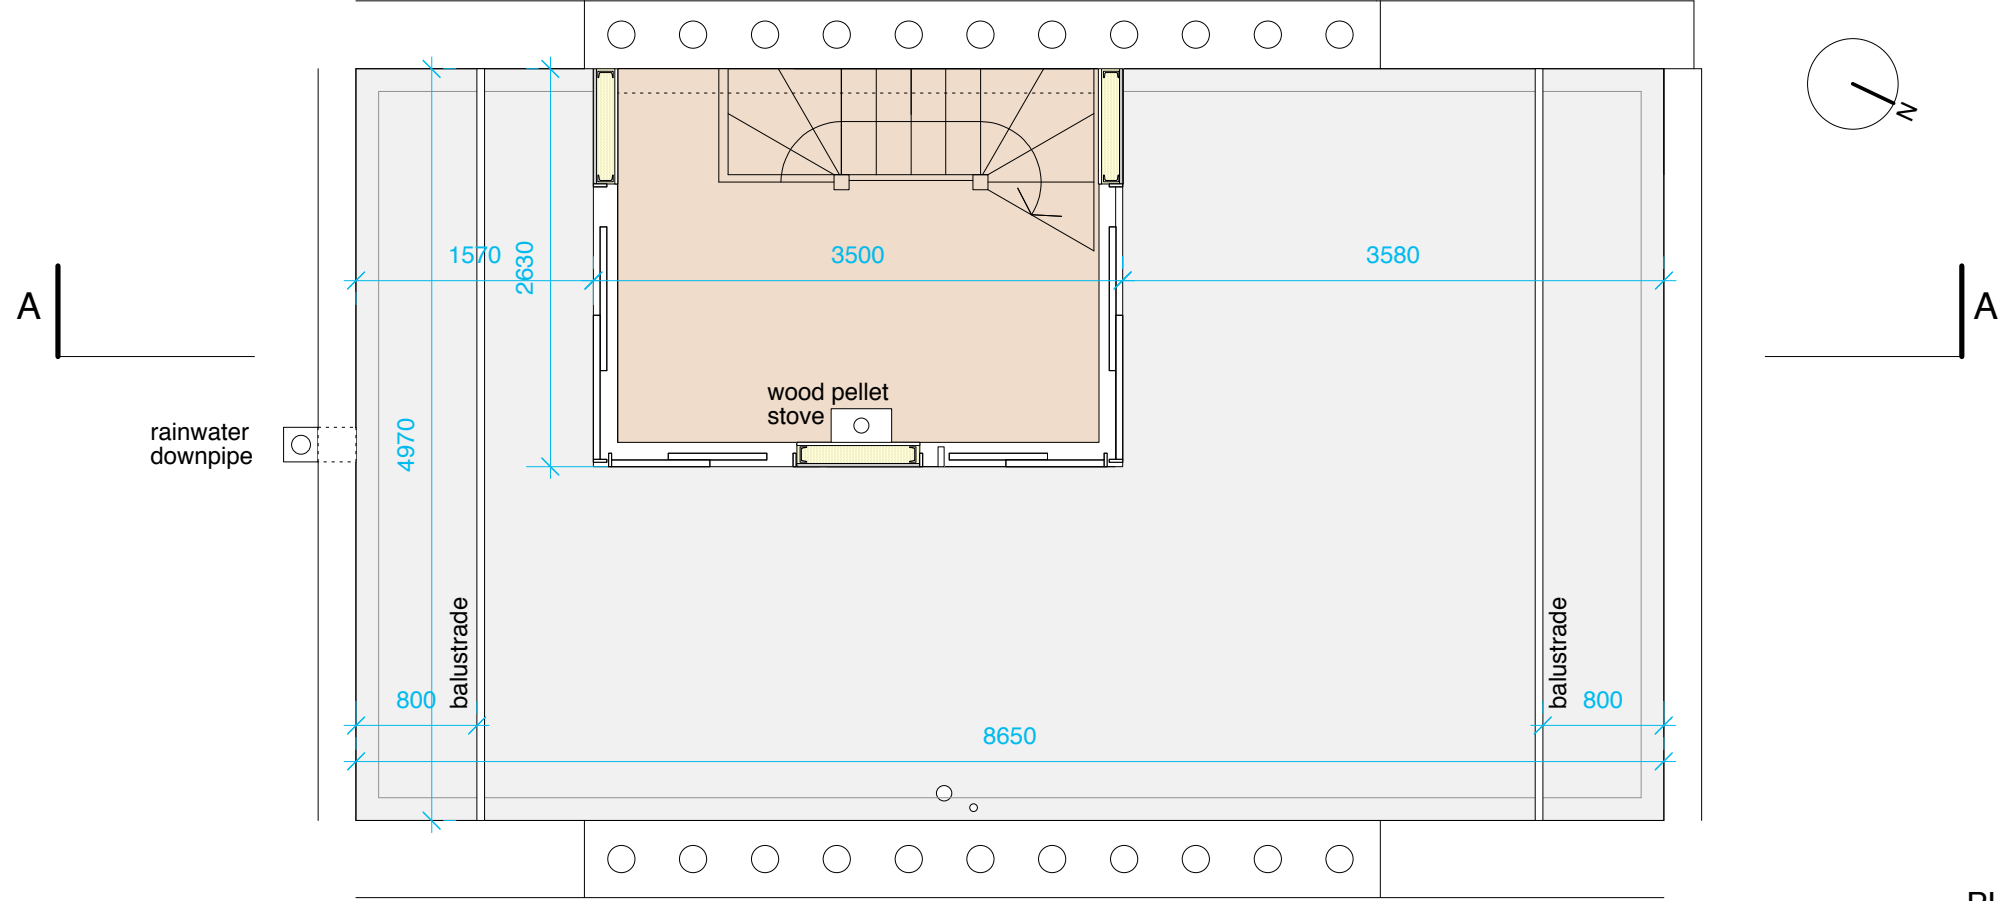 N
1570
2630
3500
3580
A
A
wood pellet
stove
rainwater
downpipe
4970
balustrade
balustrade
800
800
8650